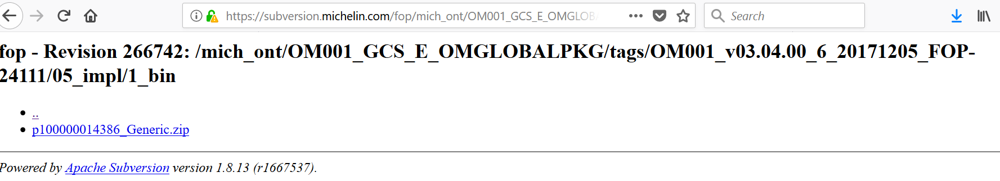 https://subversion.michelin.com/fop/mich_ont/OM001_GCS_E_OMGLOB
Search
fop - Revision 266742: /mich_ont/OM001_GCS_E_OMGLOBALPKG/tags/OM001_v03.04.00_6_20171205_FOP-
24111/05_impl/1_bin
..
p100000014386_Generic.zip
Powered by Apache Subversion version 1.8.13 (r1667537).